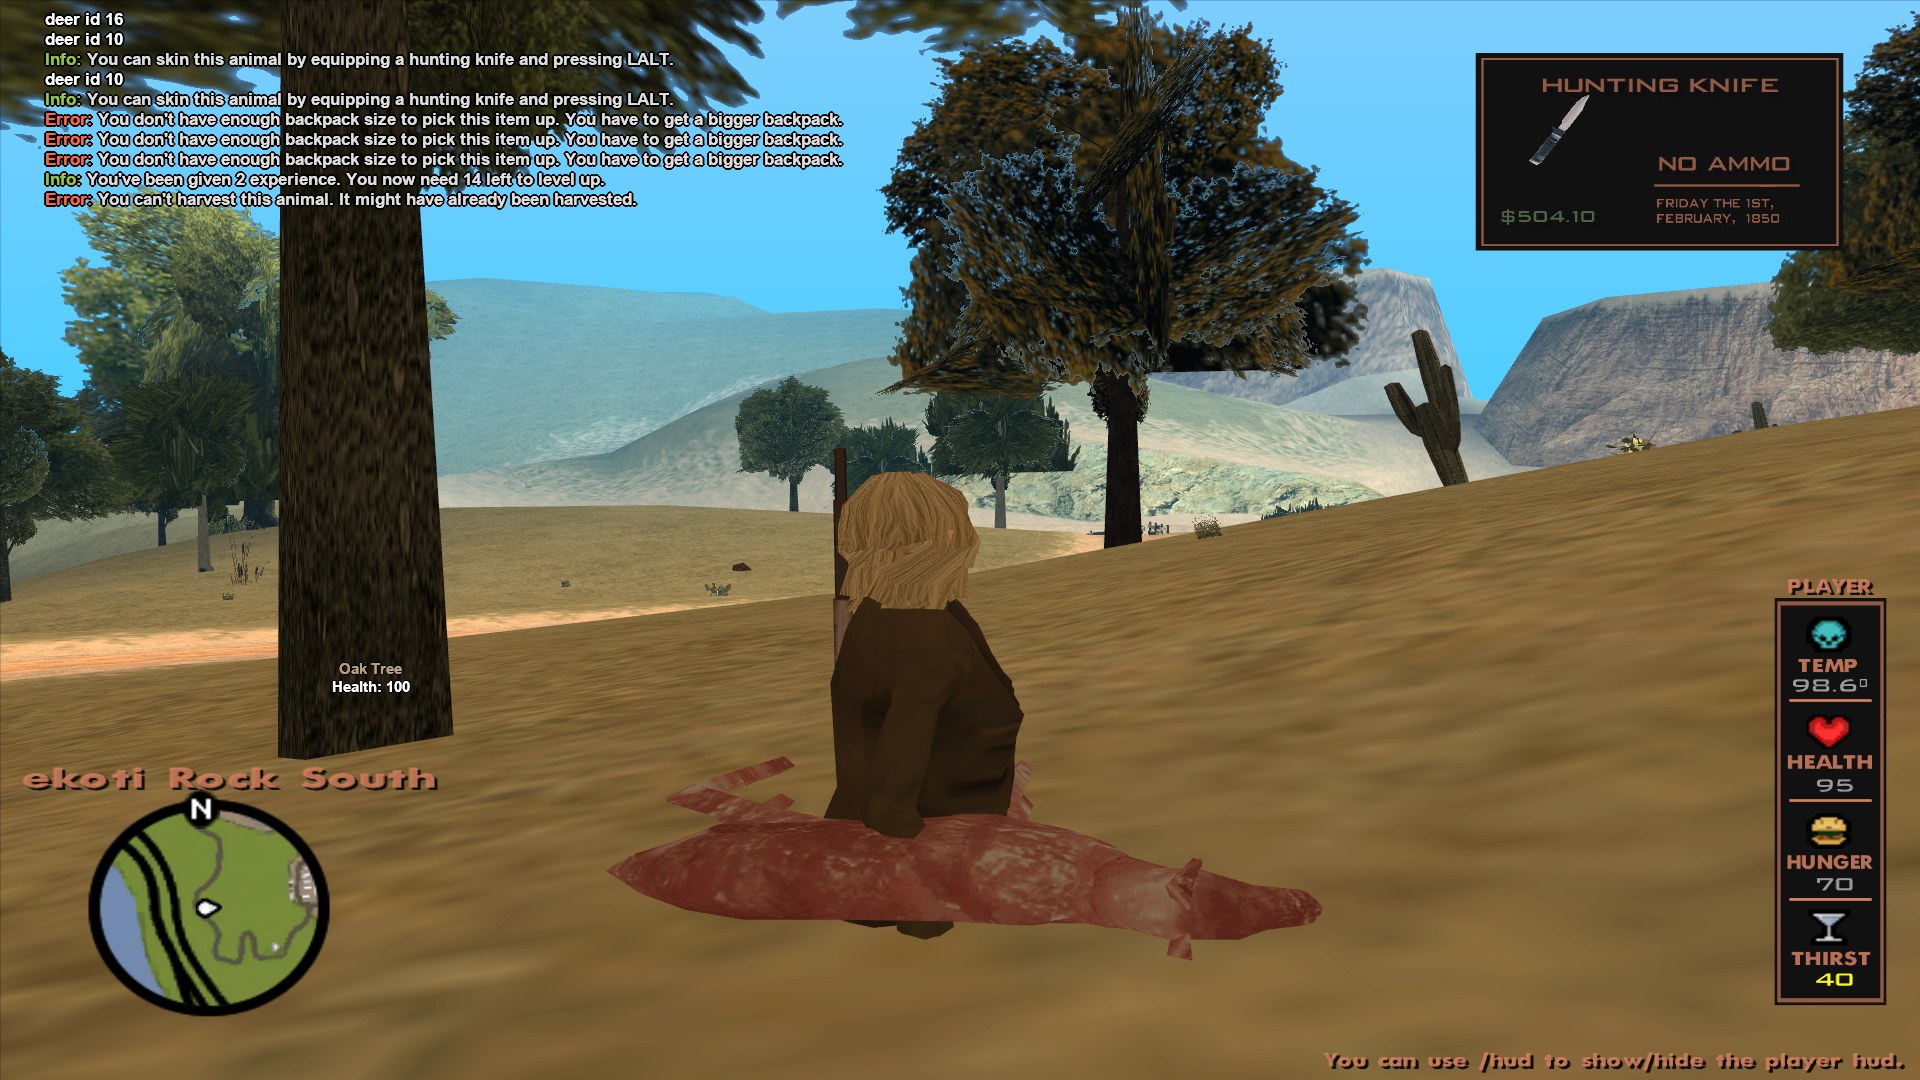 deer id 16
deer id 10
Info: You can skin this animal by equipping a hunting knife and pressing LALT.
deer id 10
Info: You can skin this animal by equipping a hunting knife and pressing LALT.
Error: You don't have enough backpack size to pick this item up. You have to get a bigger backpack.
Error: You don't have enough backpack size to pick this item up. You have to get a bigger backpack.
Error: You don't have enough backpack size to pick this item up. You have to get a bigger backpack.
Info: You've been given 2 experience. You now need 14 left to level up.
Error: You can't harvest this animal. It might have already been harvested.
HUNTING KNIFE
NO AMMO
$504.10
FRIDAY THE 1ST,
FEBRUARY, 1850
Oak Tree
Health: 100
ekoti Rock South
N
PLAYER
TEMP
98.6
HEALTH
95
HUNGER
70
THIRST
40
You can use /hud to show/hide the player hud.